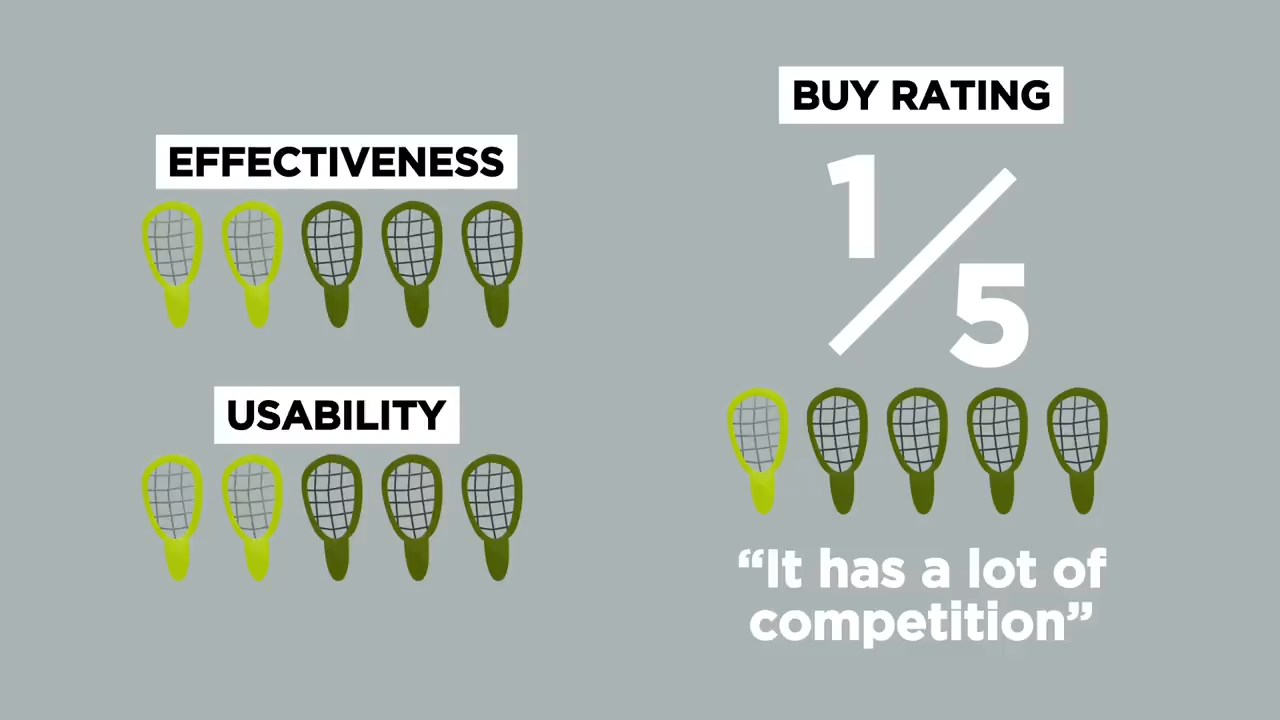 EFFECTIVENESS
USABILITY
BUY RATING
1/5
“It has a lot of
competition”